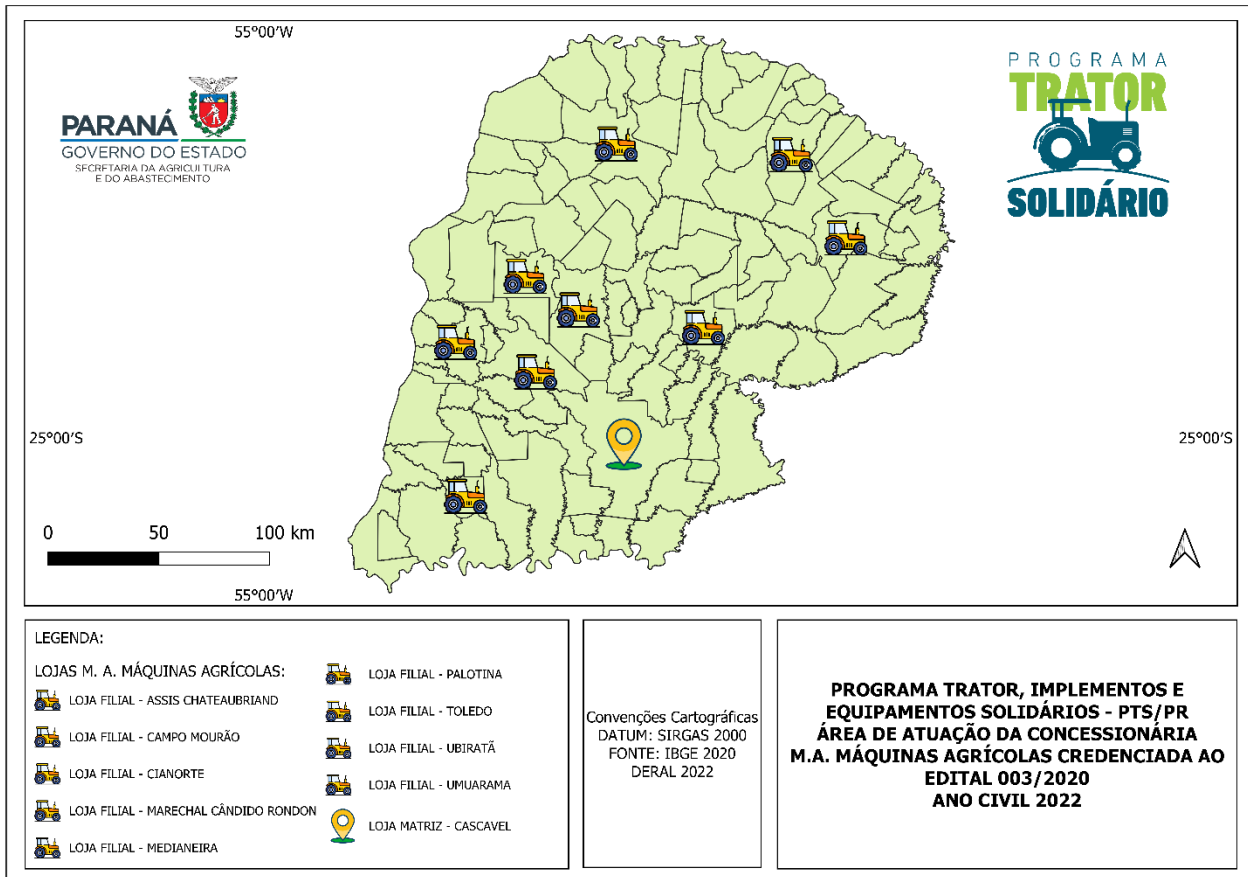 55°00'W
PARANÁ
GOVERNO DO ESTADO
SECRETARIA DA AGRICULTURA
E DO ABASTECIMENTO
PROGRAMA
TRATOR
SOLIDÁRIO
25°00'S
25°00'S
0 50 100 km
55°00'W
LEGENDA:
LOJAS M. A. MÁQUINAS AGRÍCOLAS:
LOJA FILIAL - ASSIS CHATEAUBRIAND
LOJA FILIAL - CAMPO MOURÃO
LOJA FILIAL - CIANORTE
LOJA FILIAL - MARECHAL CÂNDIDO RONDON
LOJA FILIAL - MEDIANEIRA
LOJA FILIAL - PALOTINA
LOJA FILIAL - TOLEDO
LOJA FILIAL - UBIRATÃ
LOJA FILIAL - UMUARAMA
LOJA MATRIZ - CASCAVEL
Convenções Cartográficas
DATUM: SIRGAS 2000
FONTE: IBGE 2020
DERAL 2022
PROGRAMA TRATOR, IMPLEMENTOS E
EQUIPAMENTOS SOLIDÁRIOS - PTS/PR
ÁREA DE ATUAÇÃO DA CONCESSIONÁRIA
M.A. MÁQUINAS AGRÍCOLAS CREDENCIADA AO
EDITAL 003/2020
ANO CIVIL 2022